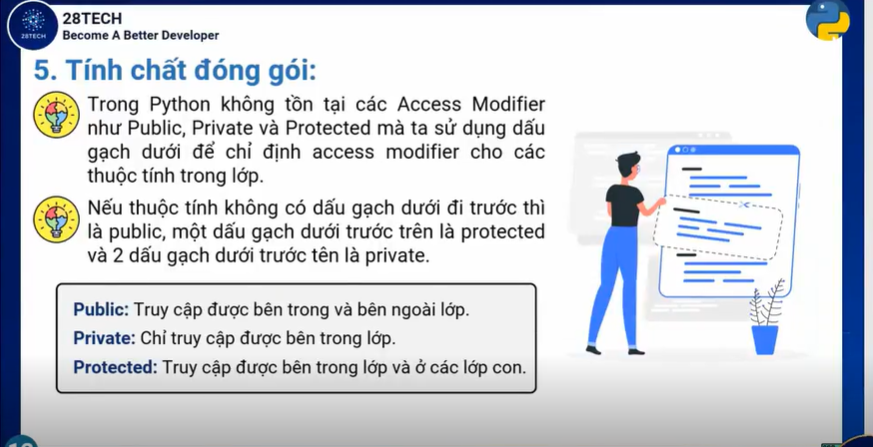 28TECH
Become A Better Developer
28TECH
5. Tính chất đóng gói:
Trong Python không tồn tại các Access Modifier
như Public, Private và Protected mà ta sử dụng dấu
gạch dưới để chỉ định access modifier cho các
thuộc tính trong lớp.
Nếu thuộc tính không có dấu gạch dưới đi trước thì
là public, một dấu gạch dưới trước trên là protected
và 2 dấu gạch dưới trước tên là private.
Public: Truy cập được bên trong và bên ngoài lớp.
Private: Chỉ truy cập được bên trong lớp.
Protected: Truy cập được bên trong lớp và ở các lớp con.